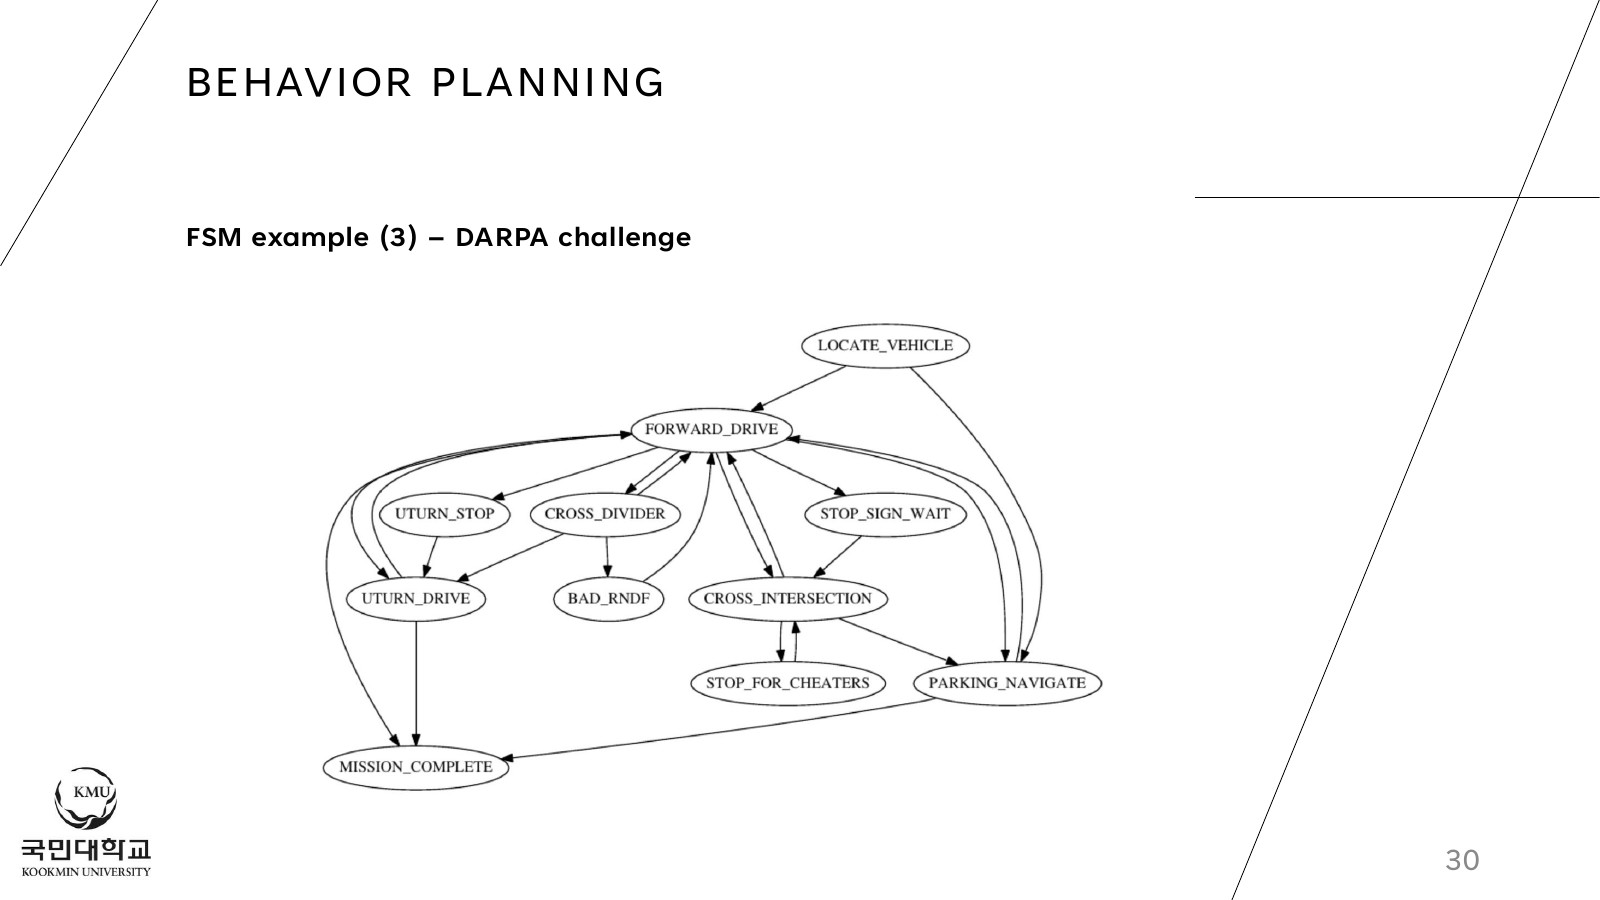 BEHAVIOR PLANNING
FSM example (3) – DARPA challenge
LOCATE_VEHICLE
FORWARD_DRIVE
UTURN_STOP
CROSS_DIVIDER
STOP_SIGN_WAIT
UTURN_DRIVE
BAD_RNDF
CROSS_INTERSECTION
STOP_FOR_CHEATERS
PARKING_NAVIGATE
MISSION_COMPLETE
KMU
국민대학교
KOOKMIN UNIVERSITY
30